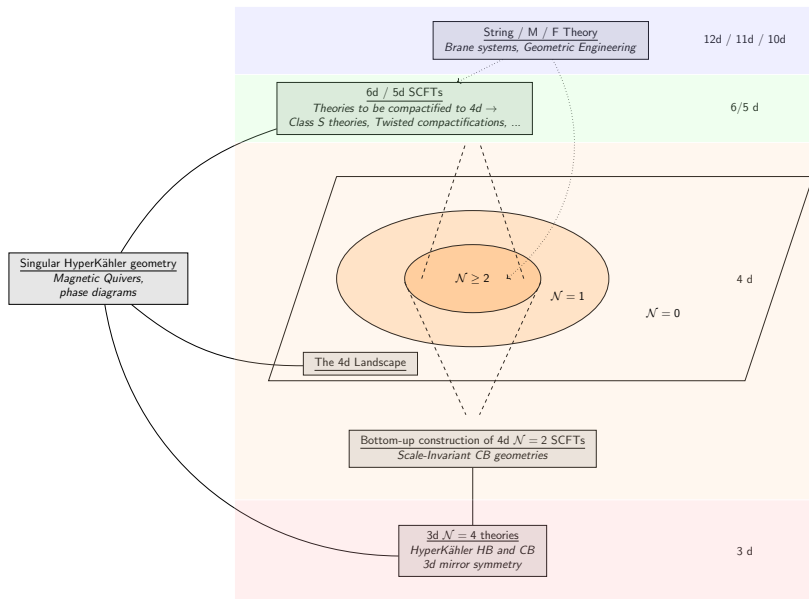 String / M / F Theory
Brane systems, Geometric Engineering
12d / 11d / 10d
6d / 5d SCFTs
Theories to be compactified to 4d →
Class S theories, Twisted compactifications, ...
6/5 d
Singular HyperKähler geometry
Magnetic Quivers,
phase diagrams
𝒩 ≥ 2
𝒩 = 1
𝒩 = 0
4 d
The 4d Landscape
Bottom-up construction of 4d 𝒩 = 2 SCFTs
Scale-Invariant CB geometries
3d 𝒩 = 4 theories
HyperKähler HB and CB
3d mirror symmetry
3 d